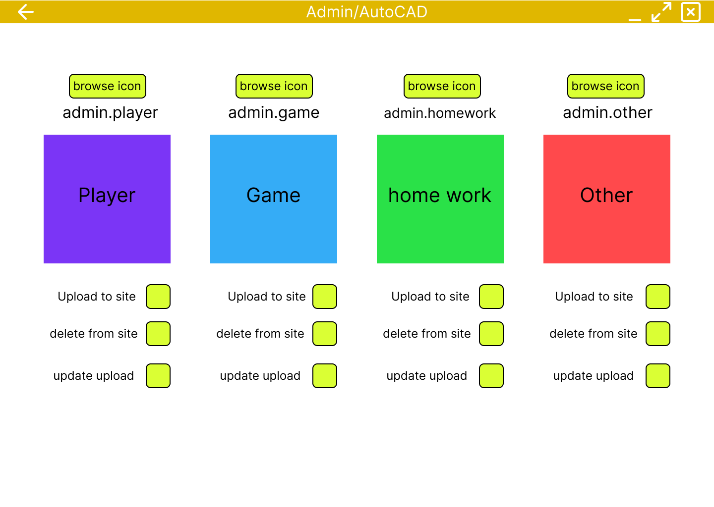 Admin/AutoCAD
browse icon
browse icon
browse icon
browse icon
admin.player
admin.game
admin.homework
admin.other
Player
Game
home work
Other
Upload to site
Upload to site
Upload to site
Upload to site
delete from site
delete from site
delete from site
delete from site
update upload
update upload
update upload
update upload